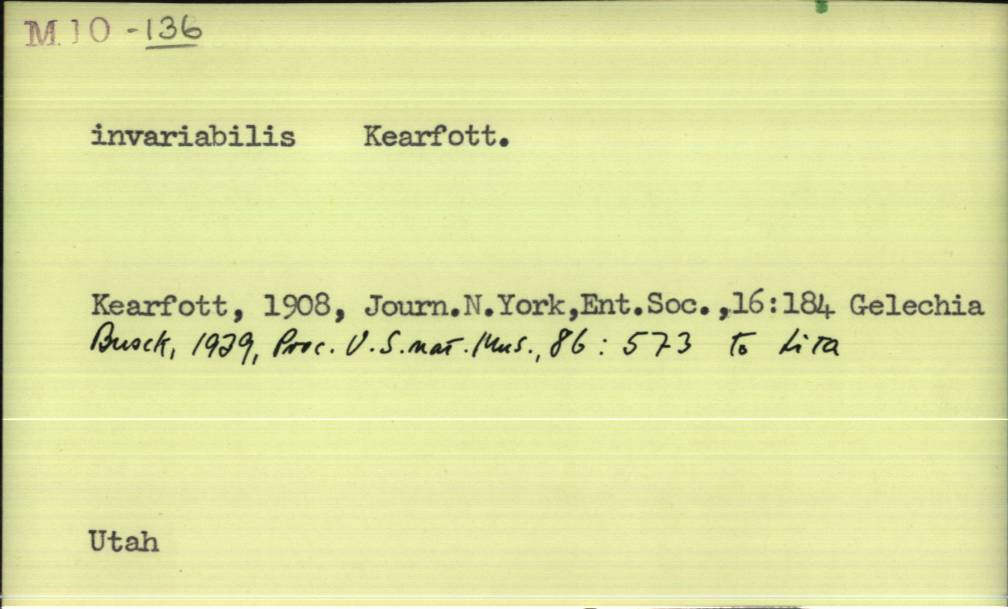 M.10 -136
invariabilis Kearfott.
Kearfott, 1908, Journ.N.York,Ent.Soc.,16:184 Gelechia
Busck, 1939, Proc. U.S.nat.Mus., 86: 573 to Lita
Utah